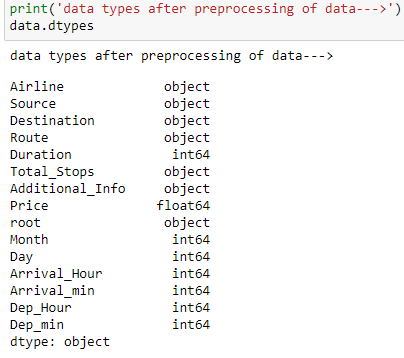 print('data types after preprocessing of data--->')
data.dtypes
data types after preprocessing of data--->
Airline object
Source object
Destination object
Route object
Duration int64
Total_Stops object
Additional_Info object
Price float64
root object
Month int64
Day int64
Arrival_Hour int64
Arrival_min int64
Dep_Hour int64
Dep_min int64
dtype: object